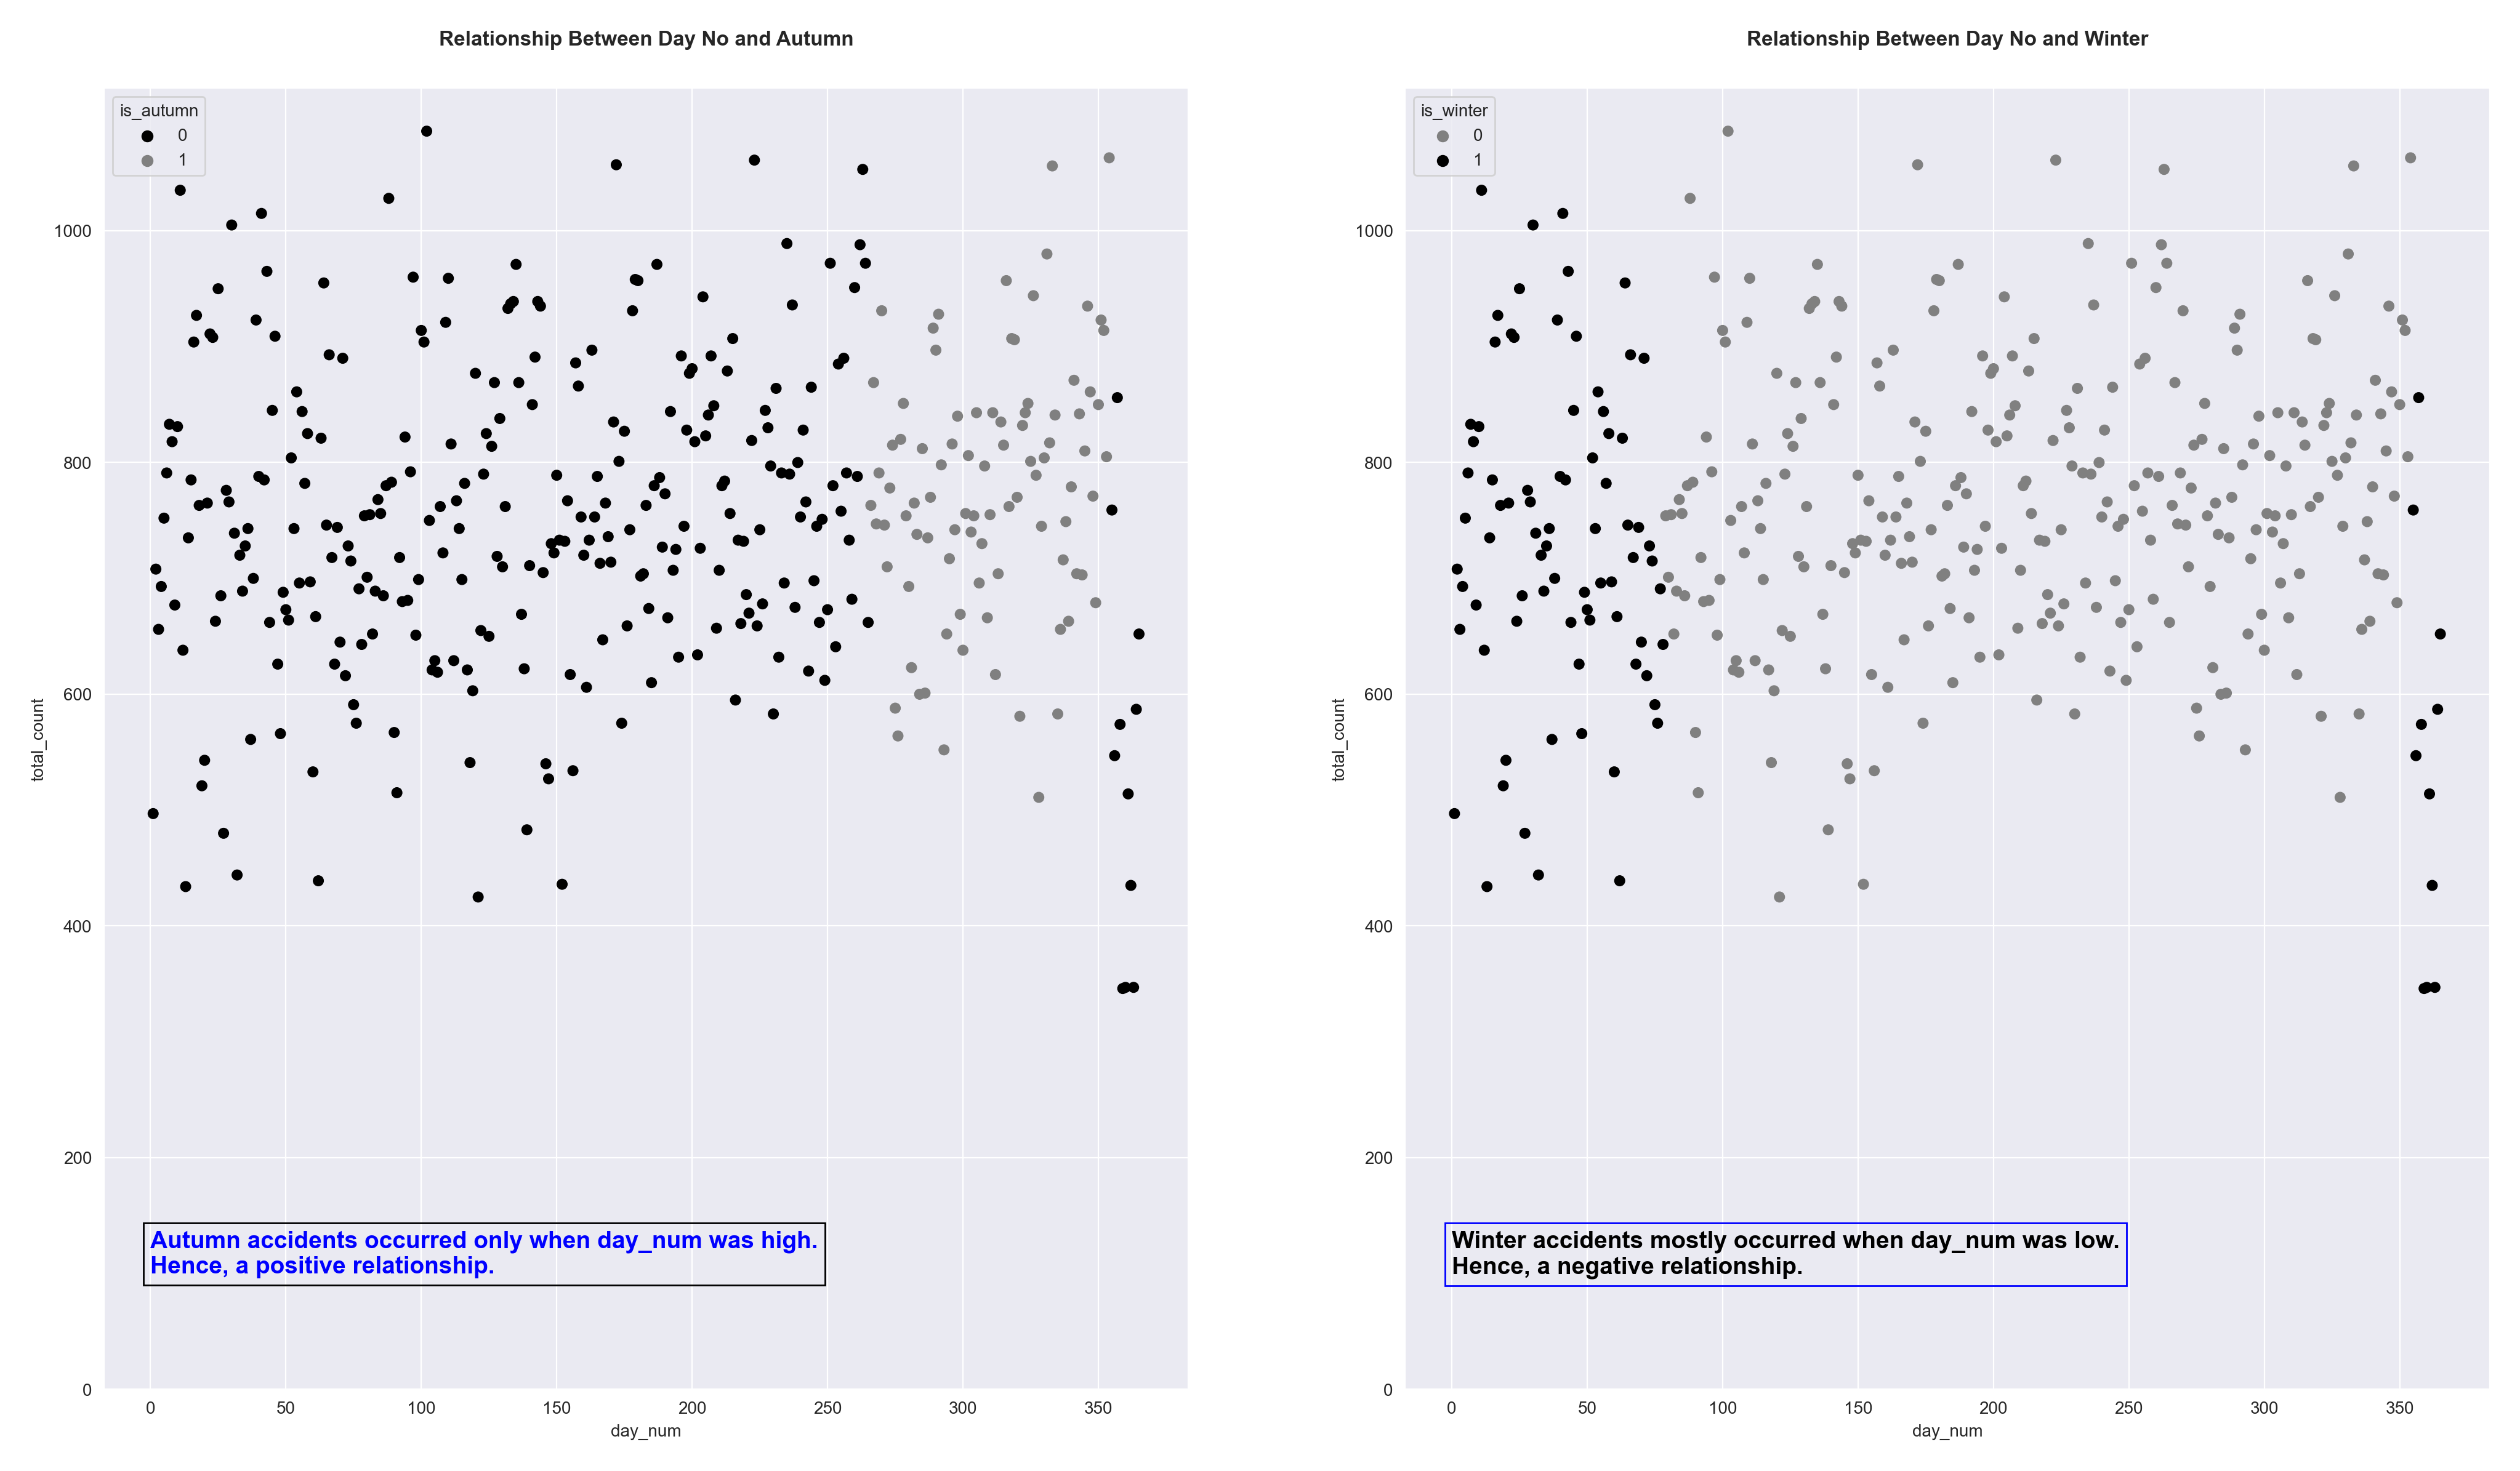 Relationship Between Day No and Autumn
is_autumn
0
1
1000
800
600
400
200
0
total_count
0 50 100 150 200 250 300 350
day_num
Autumn accidents occurred only when day_num was high.
Hence, a positive relationship.
Relationship Between Day No and Winter
is_winter
0
1
1000
800
600
400
200
0
total_count
0 50 100 150 200 250 300 350
day_num
Winter accidents mostly occurred when day_num was low.
Hence, a negative relationship.